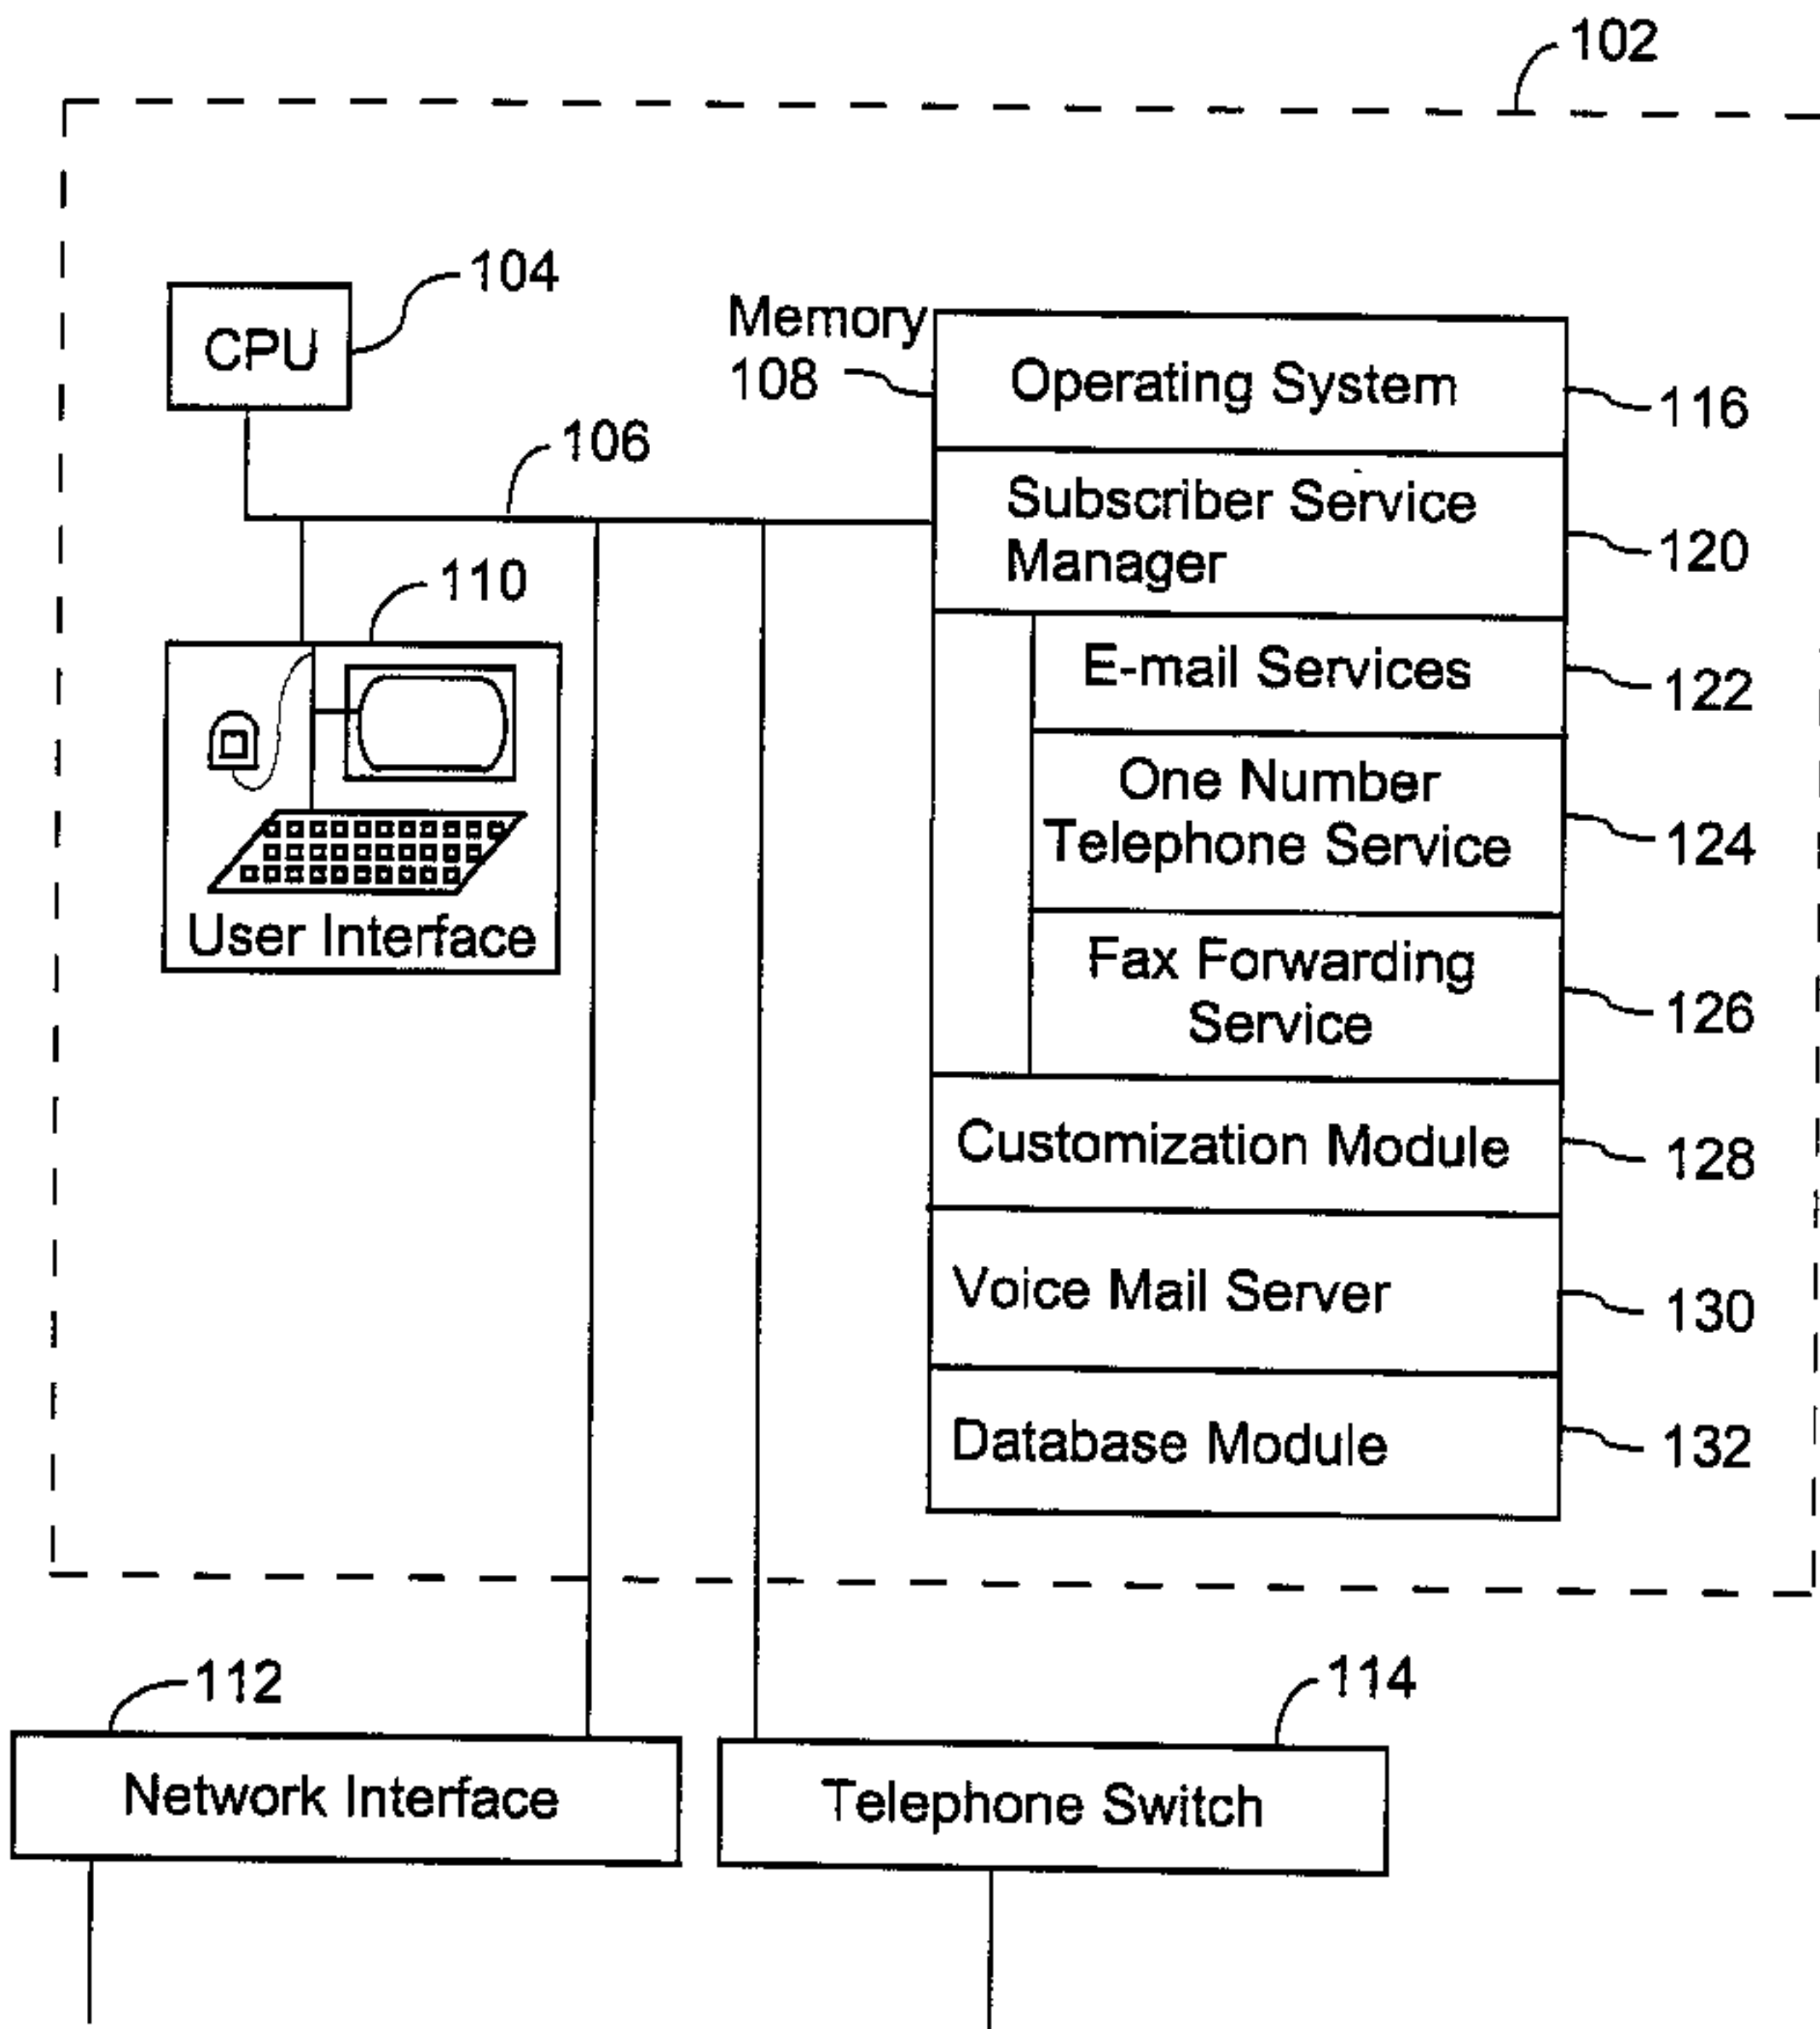 102
104
CPU
Memory
108
Operating System
116
106
Subscriber Service
Manager
120
110
E-mail Services
122
One Number
Telephone Service
124
User Interface
Fax Forwarding
Service
126
Customization Module
128
Voice Mail Server
130
Database Module
132
112
114
Network Interface
Telephone Switch